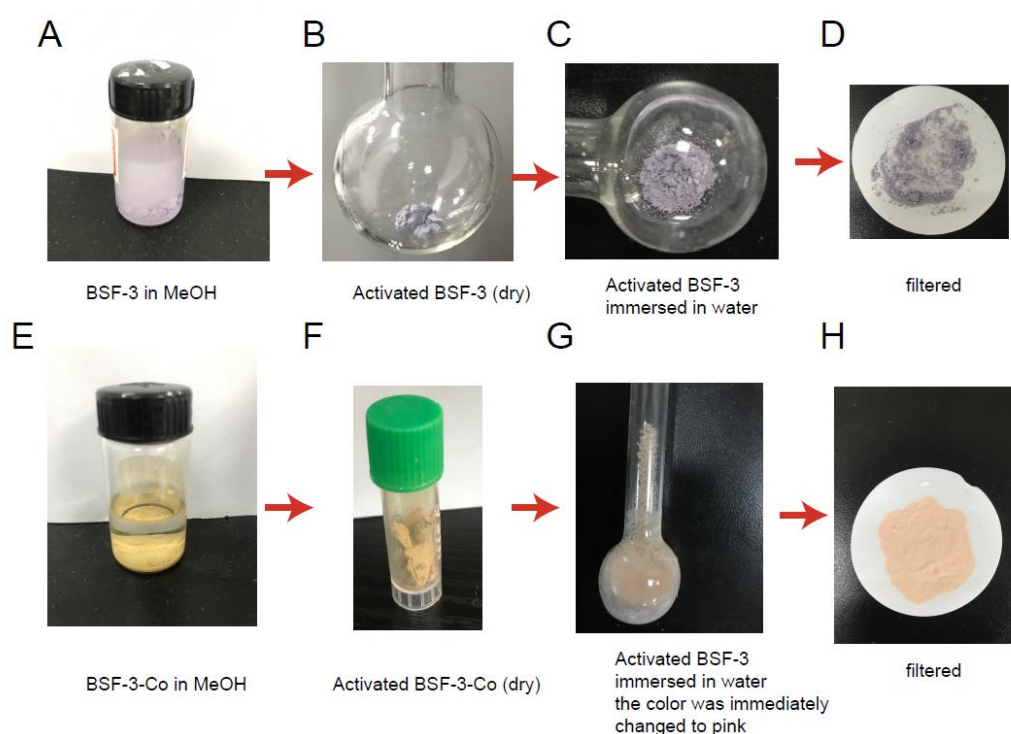 A
B
C
D
BSF-3 in MeOH
Activated BSF-3 (dry)
Activated BSF-3
immersed in water
filtered
E
F
G
H
BSF-3-Co in MeOH
Activated BSF-3-Co (dry)
Activated BSF-3
immersed in water
the color was immediately
changed to pink
filtered